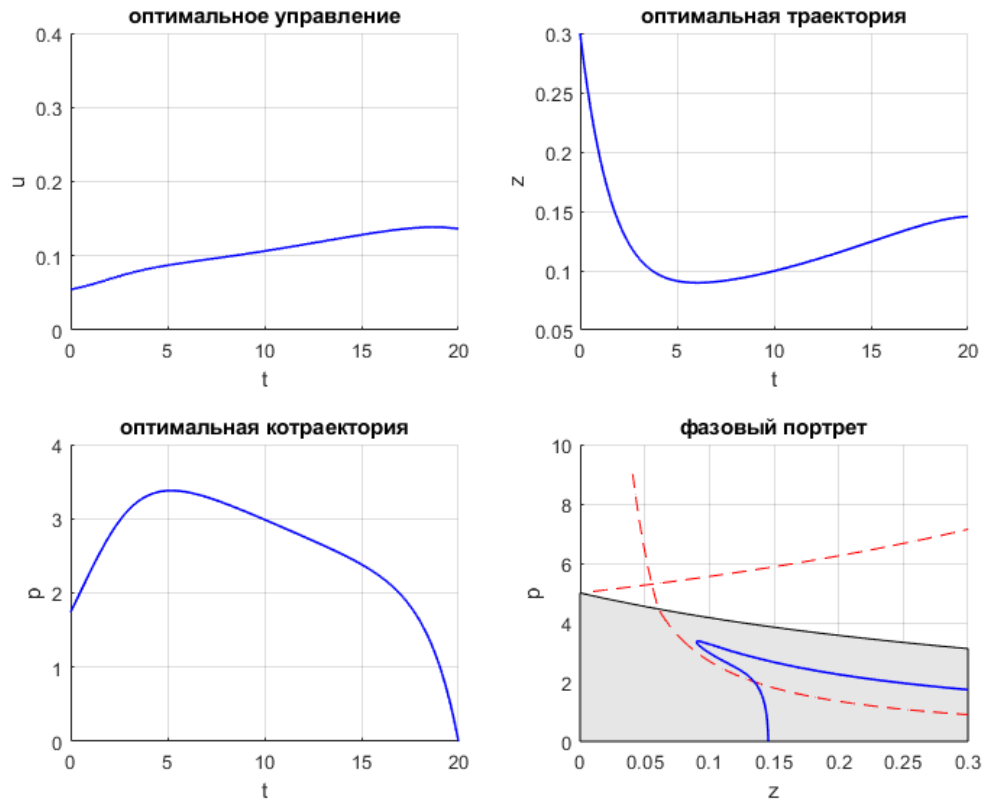 оптимальное управление
0.4
0.3
0.2
0.1
0
u
0 5 10 15 20
t
оптимальная траектория
0.3
0.25
0.2
0.15
0.1
0.05
z
0 5 10 15 20
t
оптимальная котраектория
4
3
2
1
0
p
0 5 10 15 20
t
фазовый портрет
10
8
6
4
2
0
p
0 0.05 0.1 0.15 0.2 0.25 0.3
z